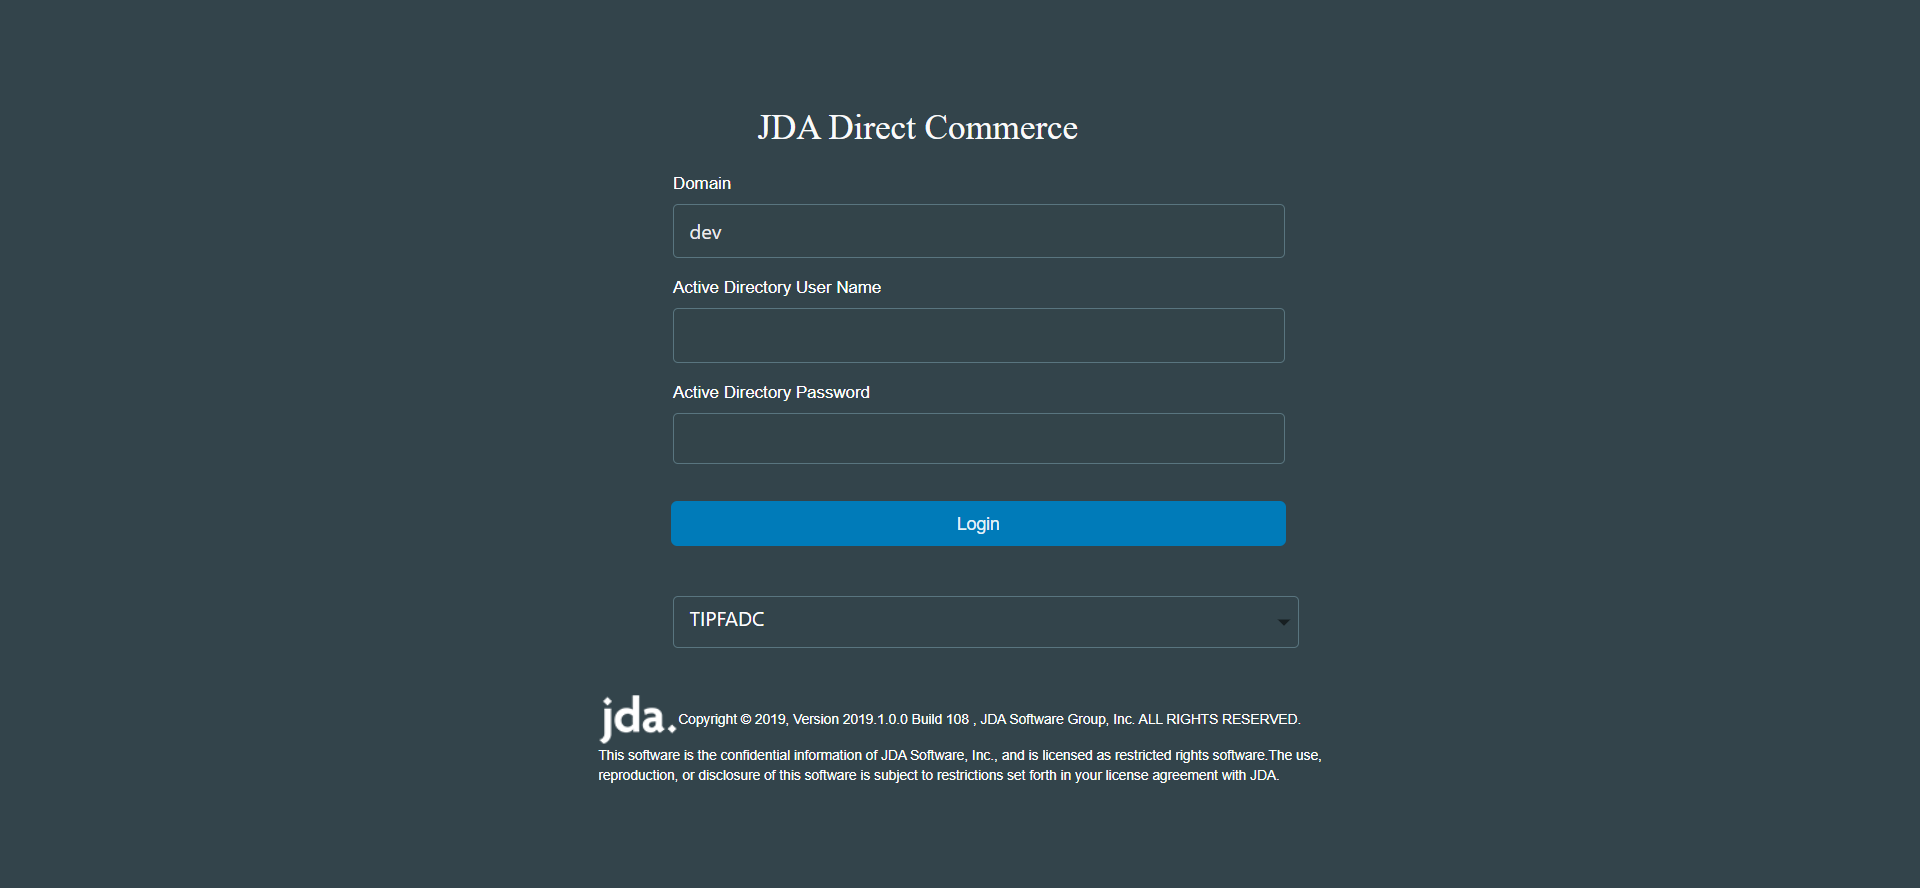 JDA Direct Commerce
Domain
dev
Active Directory User Name
Active Directory Password
Login
TIPFADC
jda. Copyright © 2019, Version 2019.1.0.0 Build 108 , JDA Software Group, Inc. ALL RIGHTS RESERVED.
This software is the confidential information of JDA Software, Inc., and is licensed as restricted rights software.The use,
reproduction, or disclosure of this software is subject to restrictions set forth in your license agreement with JDA.